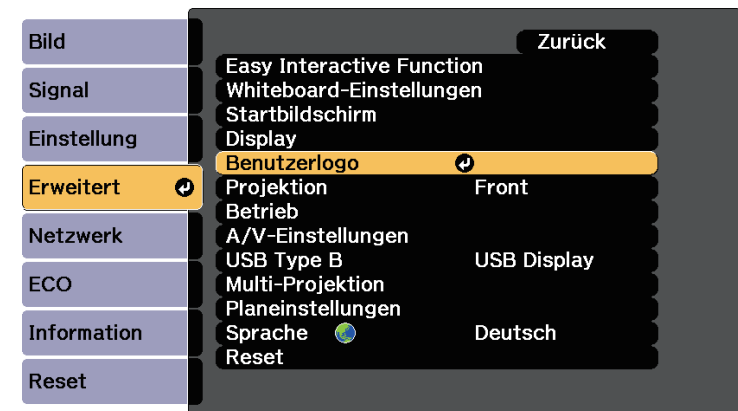 Bild
Signal
Einstellung
Erweitert
Netzwerk
ECO
Information
Reset
Zurück
Easy Interactive Function
Whiteboard-Einstellungen
Startbildschirm
Display
Benutzerlogo
Projektion Front
Betrieb
A/V-Einstellungen
USB Type B USB Display
Multi-Projektion
Planeinstellungen
Sprache Deutsch
Reset